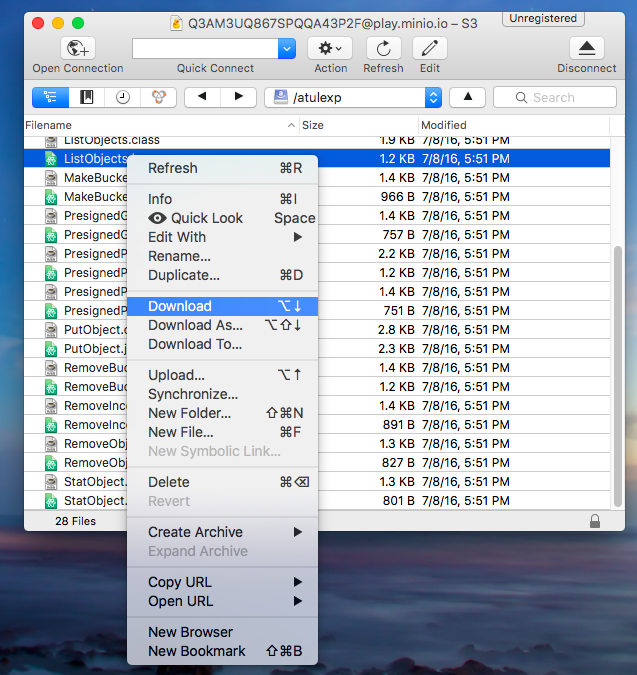 Q3AM3UQ867SPQQA43P2F@play.minio.io – S3
Unregistered
Open Connection
Quick Connect
Action
Refresh
Edit
Disconnect
/atulexp
Search
Filename
Size
Modified
ListObjects.class 1.9 KB 7/8/16, 5:51 PM
ListObjects. 1.2 KB 7/8/16, 5:51 PM
MakeBucke 1.4 KB 7/8/16, 5:51 PM
MakeBucke 966 B 7/8/16, 5:51 PM
PresignedG 1.4 KB 7/8/16, 5:51 PM
PresignedG 757 B 7/8/16, 5:51 PM
PresignedP 2.2 KB 7/8/16, 5:51 PM
PresignedP 1.2 KB 7/8/16, 5:51 PM
PresignedP 1.4 KB 7/8/16, 5:51 PM
PresignedP 751 B 7/8/16, 5:51 PM
PutObject.c 2.8 KB 7/8/16, 5:51 PM
PutObject.j 2.3 KB 7/8/16, 5:51 PM
RemoveBuc 1.4 KB 7/8/16, 5:51 PM
RemoveBuc 1.2 KB 7/8/16, 5:51 PM
RemoveInco 1.4 KB 7/8/16, 5:51 PM
RemoveInco 891 B 7/8/16, 5:51 PM
RemoveObj 1.3 KB 7/8/16, 5:51 PM
RemoveObj 827 B 7/8/16, 5:51 PM
StatObject. 1.3 KB 7/8/16, 5:51 PM
StatObject. 801 B 7/8/16, 5:51 PM
28 Files
Refresh ⌘R
Info ⌘I
Quick Look Space
Edit With ▶
Rename...
Duplicate... ⌘D
Download ⌥↓
Download As... ⌥⇧↓
Download To...
Upload... ⌥↑
Synchronize...
New Folder... ⇧⌘N
New File... ⌘F
New Symbolic Link...
Delete ⌘⌫
Revert
Create Archive ▶
Expand Archive
Copy URL ▶
Open URL ▶
New Browser
New Bookmark ⇧⌘B